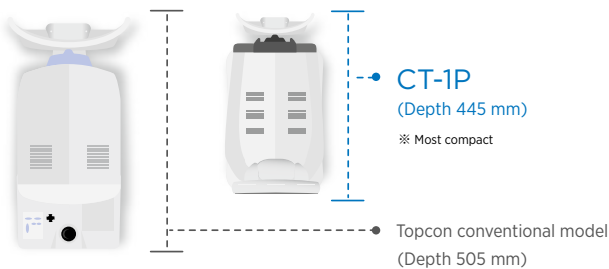 CT-1P
(Depth 445 mm)
※ Most compact
Topcon conventional model
(Depth 505 mm)